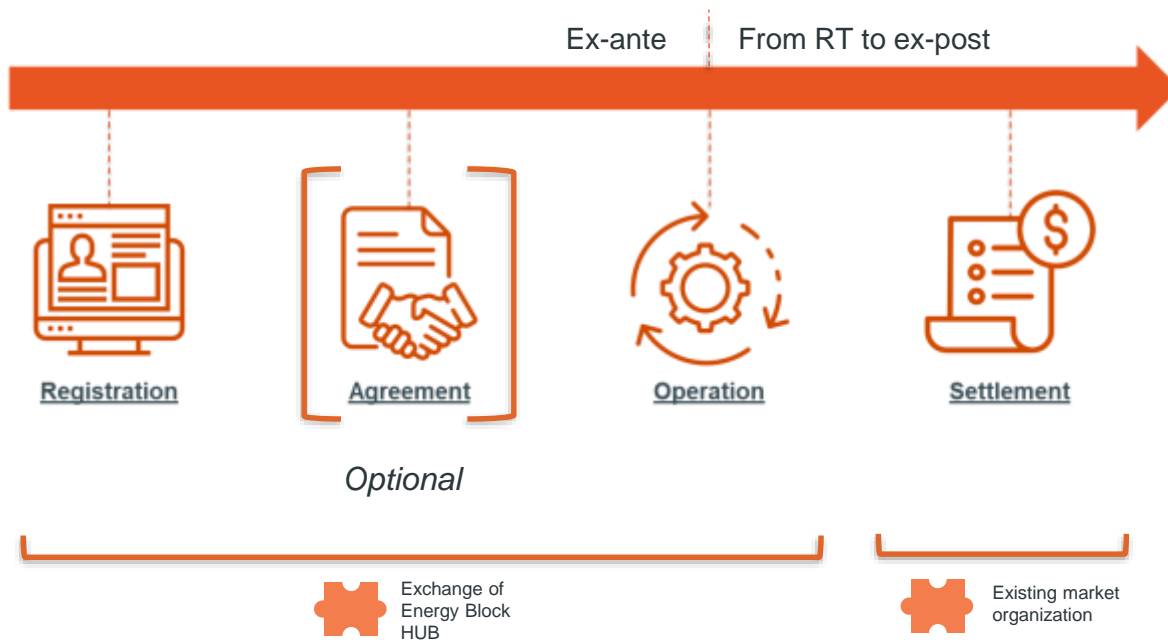 Ex-ante
From RT to ex-post
$
Registration
Agreement
Operation
Settlement
Optional
Exchange of
Energy Block
HUB
Existing market
organization